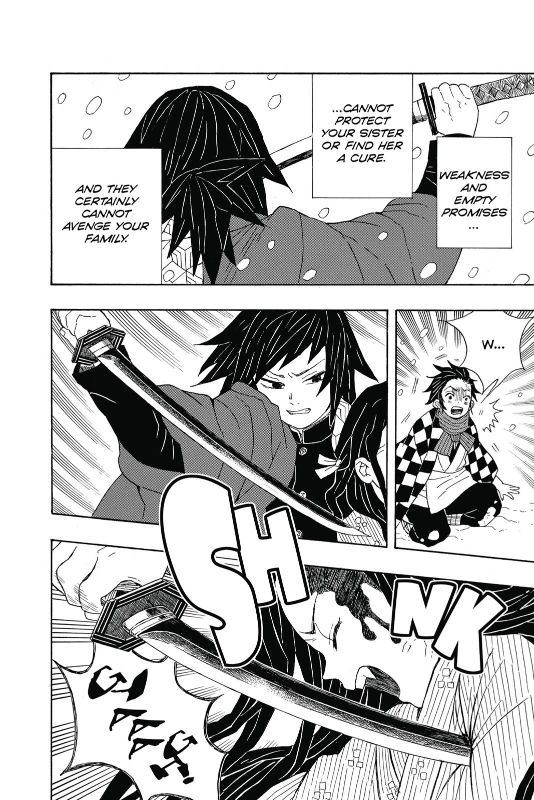 WEAKNESS
AND
EMPTY
PROMISES
...
...CANNOT
PROTECT
YOUR SISTER
OR FIND HER
A CURE.
AND THEY
CERTAINLY
CANNOT
AVENGE YOUR
FAMILY.
W...
SHNK
GYAAAGH!